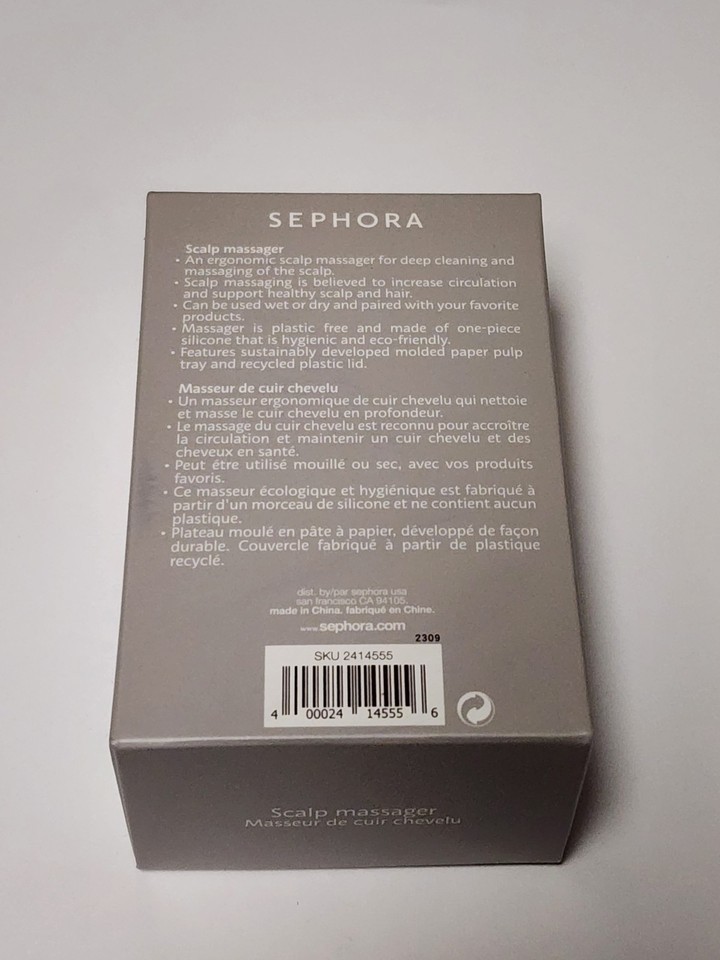 SEPHORA
Scalp massager
• An ergonomic scalp massager for deep cleaning and
massaging of the scalp.
• Scalp massaging is believed to increase circulation
and support healthy scalp and hair.
• Can be used wet or dry and paired with your favorite
products.
• Massager is plastic free and made of one-piece
silicone that is hygienic and eco-friendly.
• Features sustainably developed molded paper pulp
tray and recycled plastic lid.
Masseur de cuir chevelu
• Un masseur ergonomique de cuir chevelu qui nettoie
et masse le cuir chevelu en profondeur.
• Le massage du cuir chevelu est reconnu pour accroître
la circulation et maintenir un cuir chevelu et des
cheveux en santé.
• Peut être utilisé mouillé ou sec, avec vos produits
favoris.
• Ce masseur écologique et hygiénique est fabriqué à
partir d'un morceau de silicone et ne contient aucun
plastique.
• Plateau moulé en pâte à papier, développé de façon
durable. Couvercle fabriqué à partir de plastique
recyclé.
dist. by/par sephora usa
san francisco CA 94105.
made in China. fabriqué en Chine.
www.sephora.com
2309
SKU 2414555
4 00024 14555 6
Scalp massager
Masseur de cuir chevelu